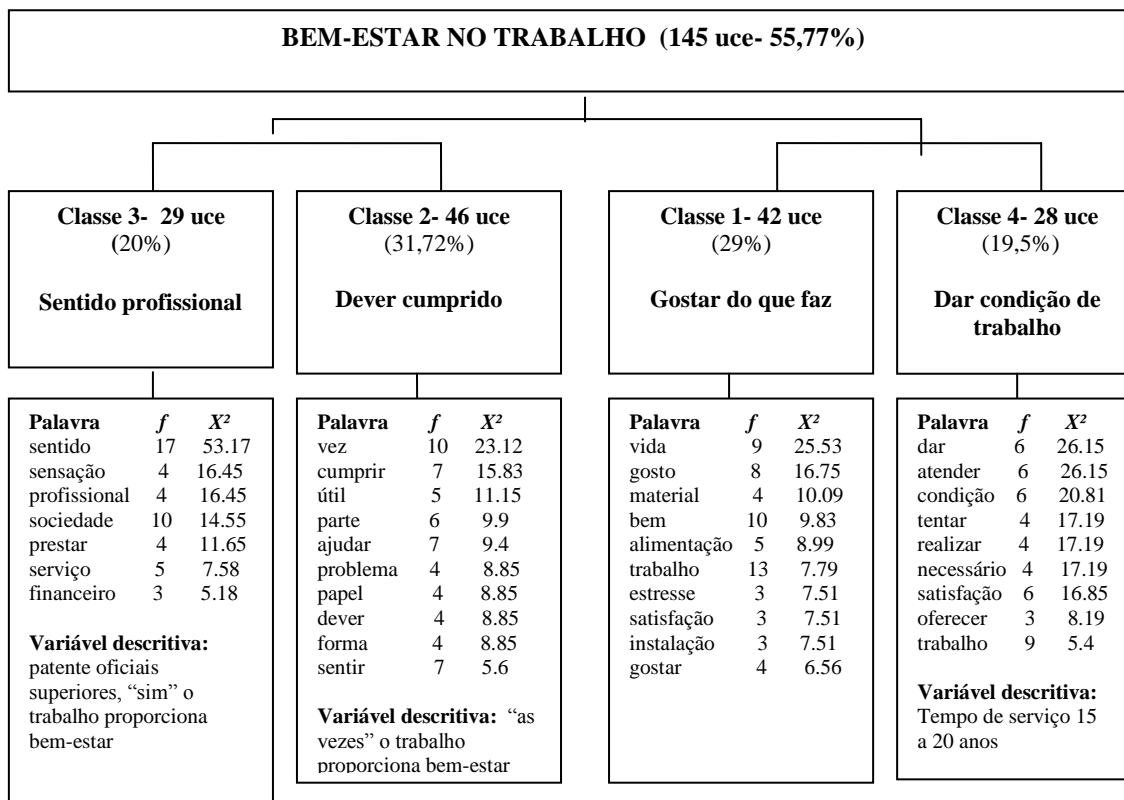 BEM-ESTAR NO TRABALHO (145 uce- 55,77%)
Classe 3- 29 uce
(20%)
Sentido profissional
Classe 2- 46 uce
(31,72%)
Dever cumprido
Classe 1- 42 uce
(29%)
Gostar do que faz
Classe 4- 28 uce
(19,5%)
Dar condição de
trabalho
Palavra f X²
sentido 17 53.17
sensação 4 16.45
profissional 4 16.45
sociedade 10 14.55
prestar 4 11.65
serviço 5 7.58
financeiro 3 5.18
Variável descritiva:
patente oficiais
superiores, “sim” o
trabalho proporciona
bem-estar
Palavra f X²
vez 10 23.12
cumprir 7 15.83
útil 5 11.15
parte 6 9.9
ajudar 7 9.4
problema 4 8.85
papel 4 8.85
dever 4 8.85
forma 4 8.85
sentir 7 5.6
Variável descritiva: “as
vezes” o trabalho
proporciona bem-estar
Palavra f X²
vida 9 25.53
gosto 8 16.75
material 4 10.09
bem 10 9.83
alimentação 5 8.99
trabalho 13 7.79
estresse 3 7.51
satisfação 3 7.51
instalação 3 7.51
gostar 4 6.56
Palavra f X²
dar 6 26.15
atender 6 26.15
condição 6 20.81
tentar 4 17.19
realizar 4 17.19
necessário 4 17.19
satisfação 6 16.85
oferecer 3 8.19
trabalho 9 5.4
Variável descritiva:
Tempo de serviço 15
a 20 anos